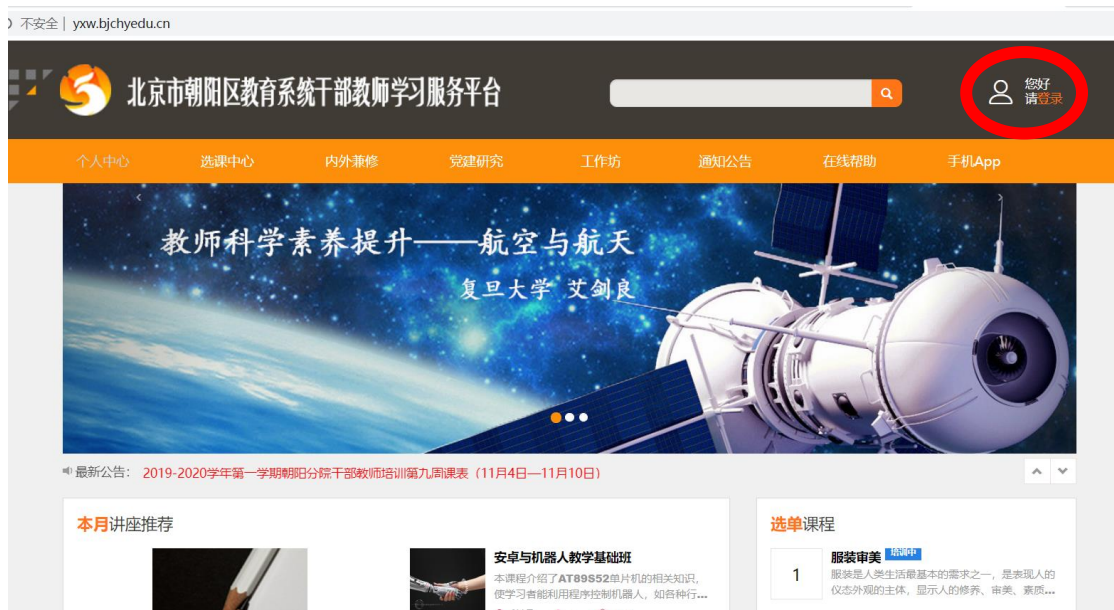 不安全 | yxw.bjchyedu.cn
北京市朝阳区教育系统干部教师学习服务平台
您好
请登录
个人中心 选课中心 内外兼修 党建研究 工作坊 通知公告 在线帮助 手机App
教师科学素养提升——航空与航天
复旦大学 艾剑良
最新公告： 2019-2020学年第一学期朝阳分院干部教师培训第九周课表（11月4日—11月10日）
本月讲座推荐
安卓与机器人教学基础班
本课程介绍了AT89S52单片机的相关知识，
使学习者能利用程序控制机器人，如各种行...
选单课程
1
服装审美 培训中
服装是人类生活最基本的需求之一，是表现人的
仪态外观的主体，显示人的修养、审美、素质...